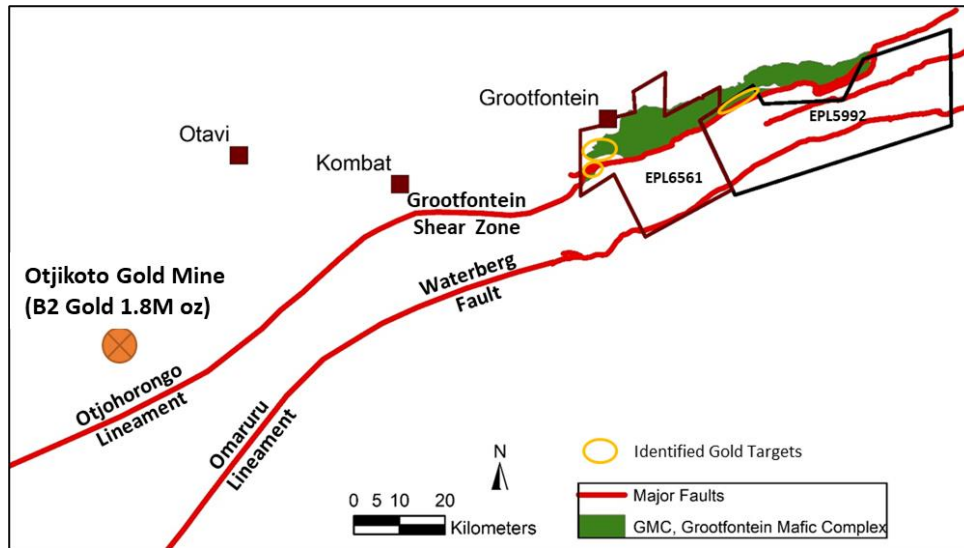 Grootfontein
EPL5992
Otavi
Kombat
EPL6561
Grootfontein
Shear Zone
Waterberg
Fault
Otjikoto Gold Mine
(B2 Gold 1.8M oz)
Otjohorongo
Lineament
Omaruru
Lineament
N
0 5 10 20
Kilometers
Identified Gold Targets
Major Faults
GMC, Grootfontein Mafic Complex